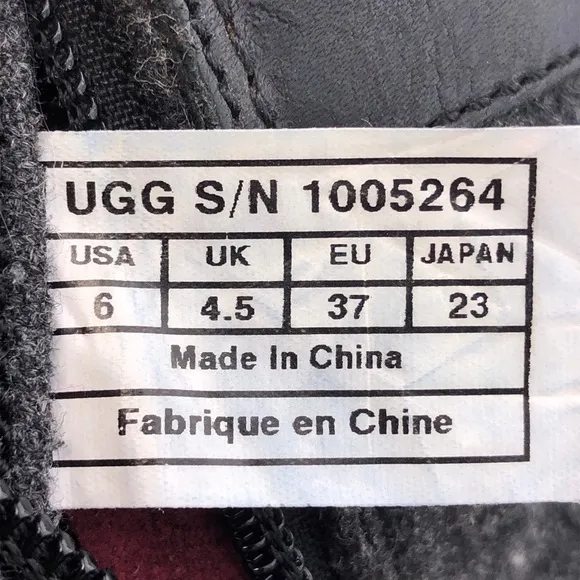 UGG S/N 1005264
USA UK EU JAPAN
6 4.5 37 23
Made In China
Fabrique en Chine